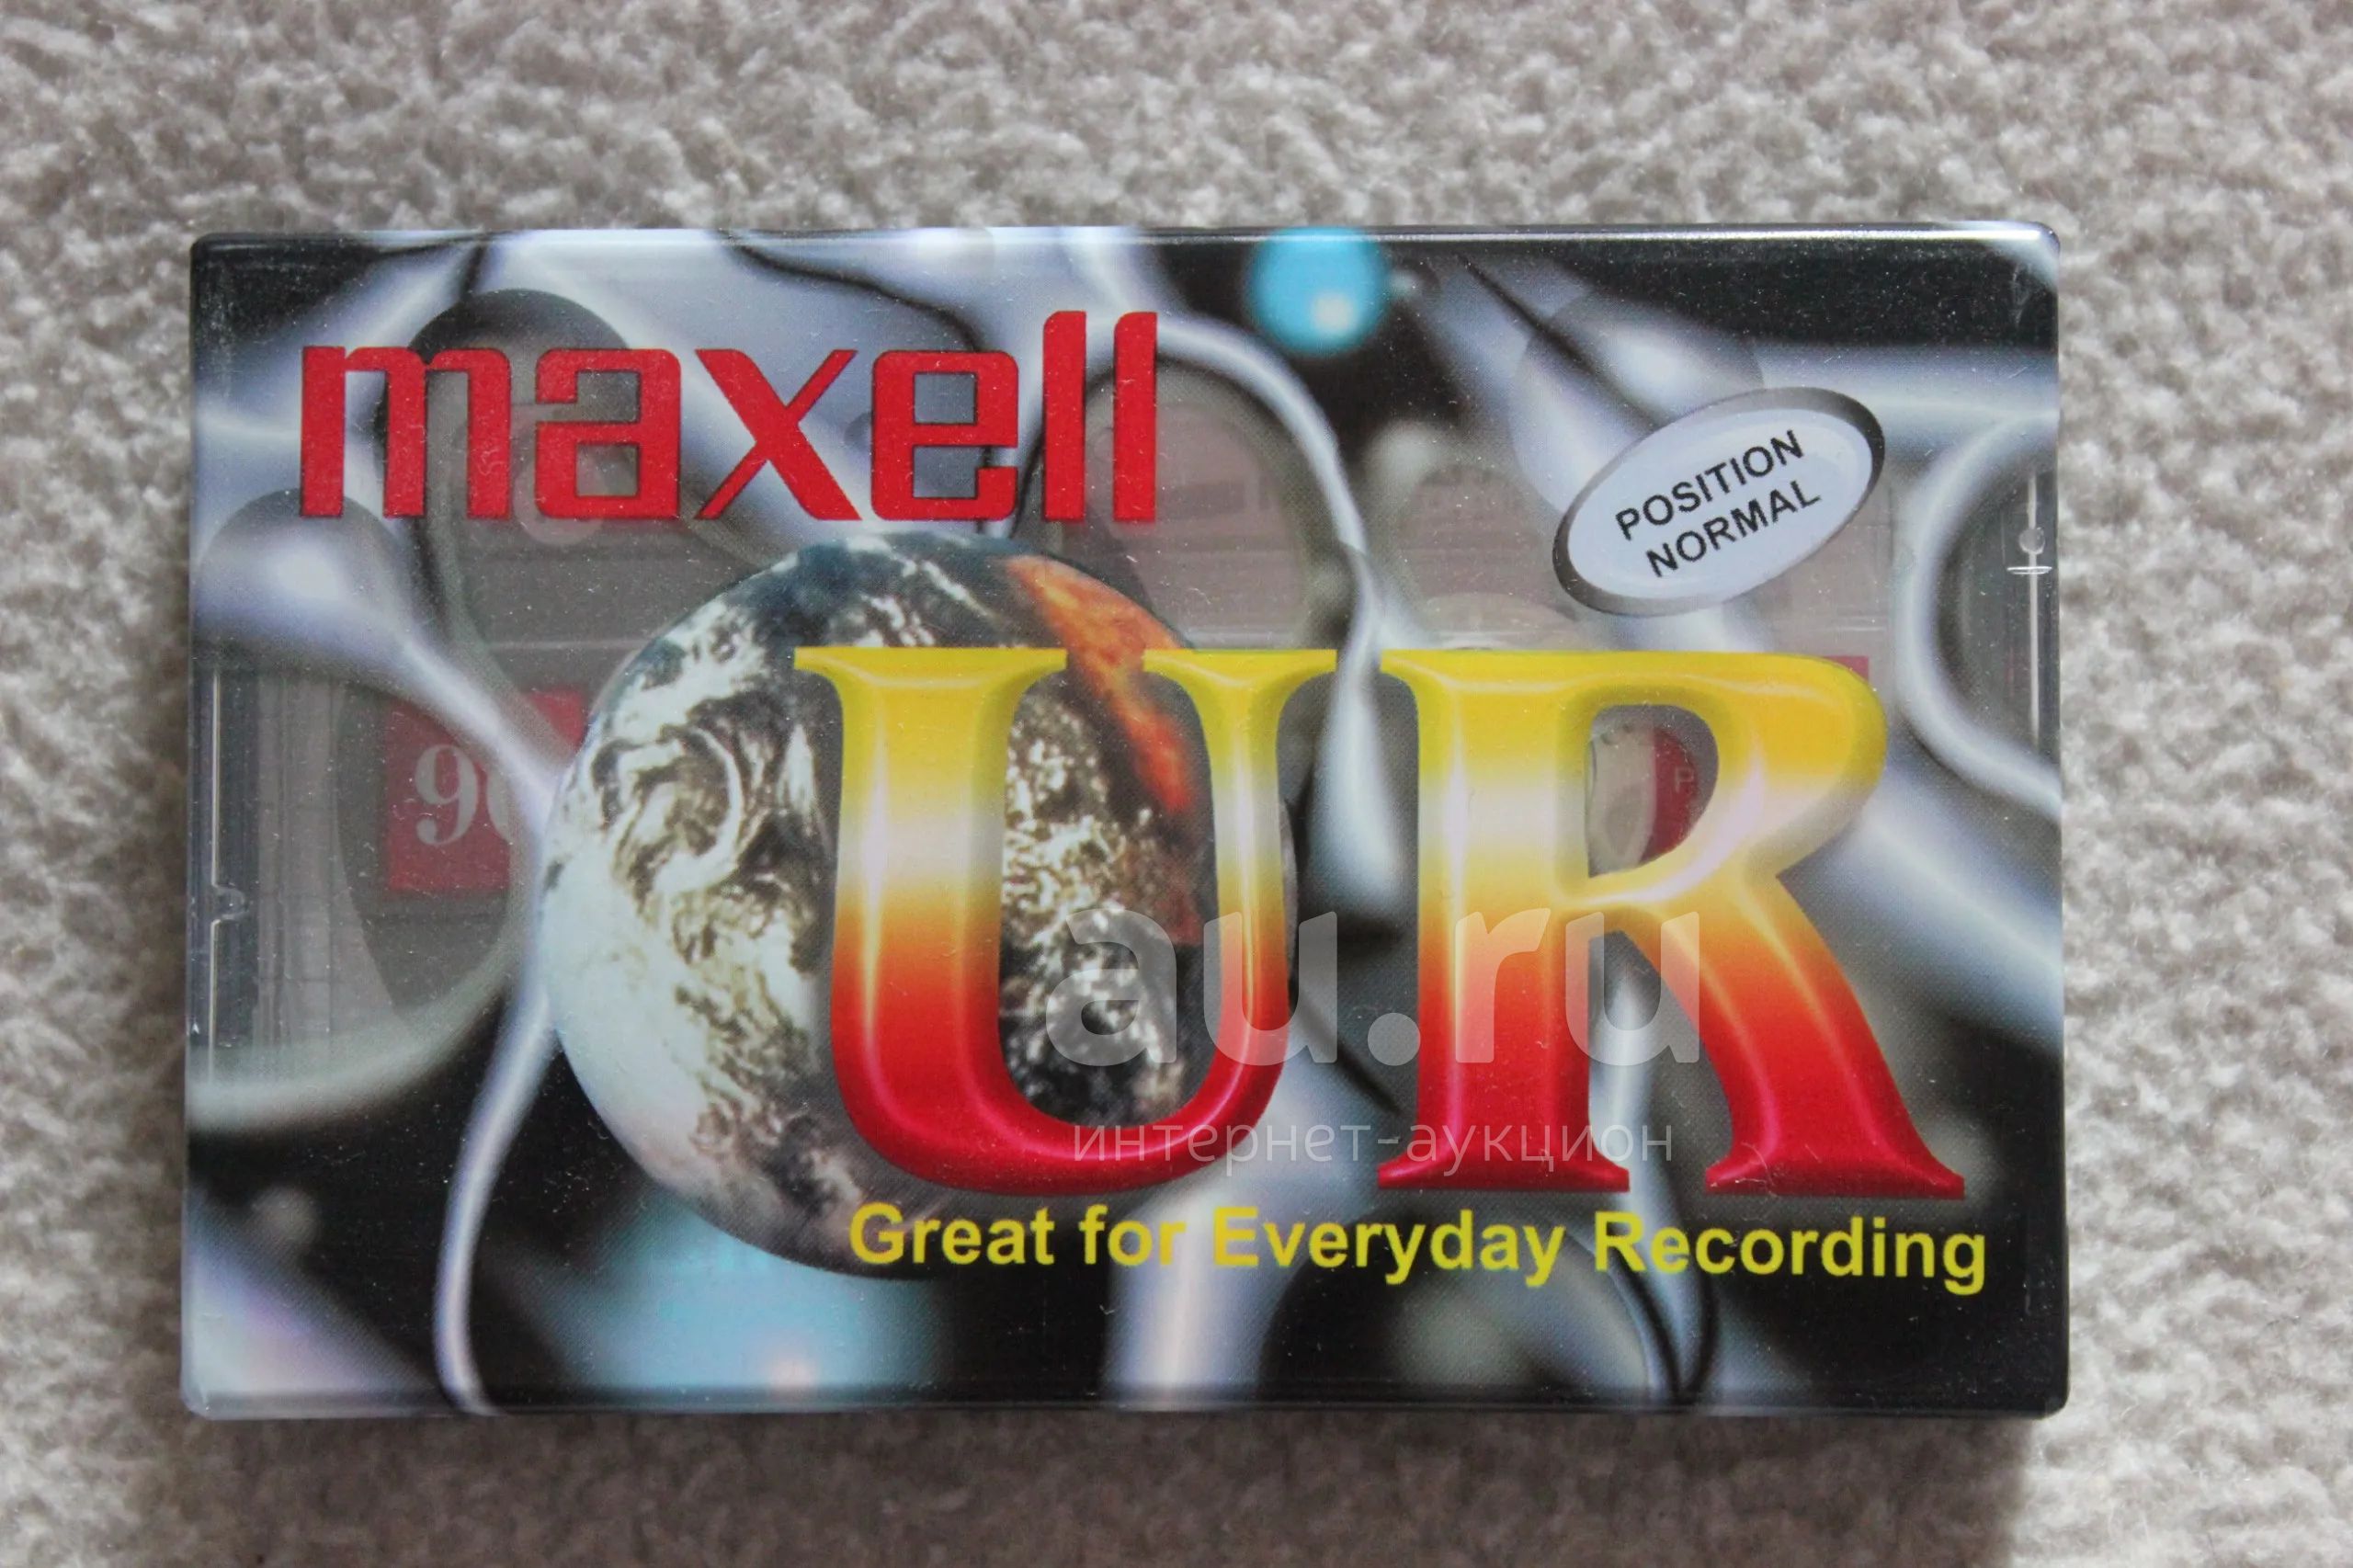 maxell
POSITION
NORMAL
UR
au.ru
интернет-аукцион
Great for Everyday Recording